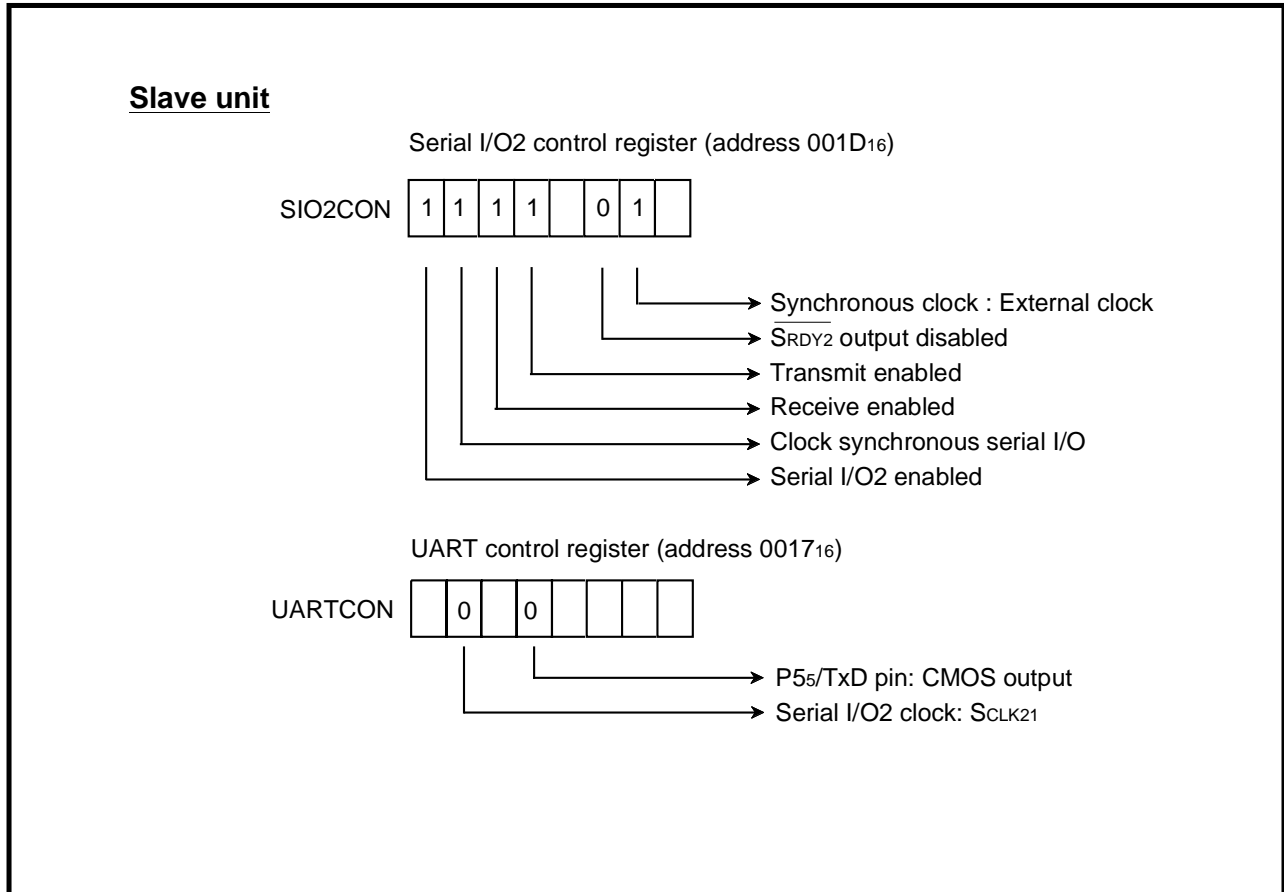 Slave unit
Serial I/O2 control register (address 001D16)
SIO2CON 1 1 1 1 0 1
Synchronous clock : External clock
SRDY2 output disabled
Transmit enabled
Receive enabled
Clock synchronous serial I/O
Serial I/O2 enabled
UART control register (address 001716)
UARTCON 0 0
P55/TxD pin: CMOS output
Serial I/O2 clock: SCLK21